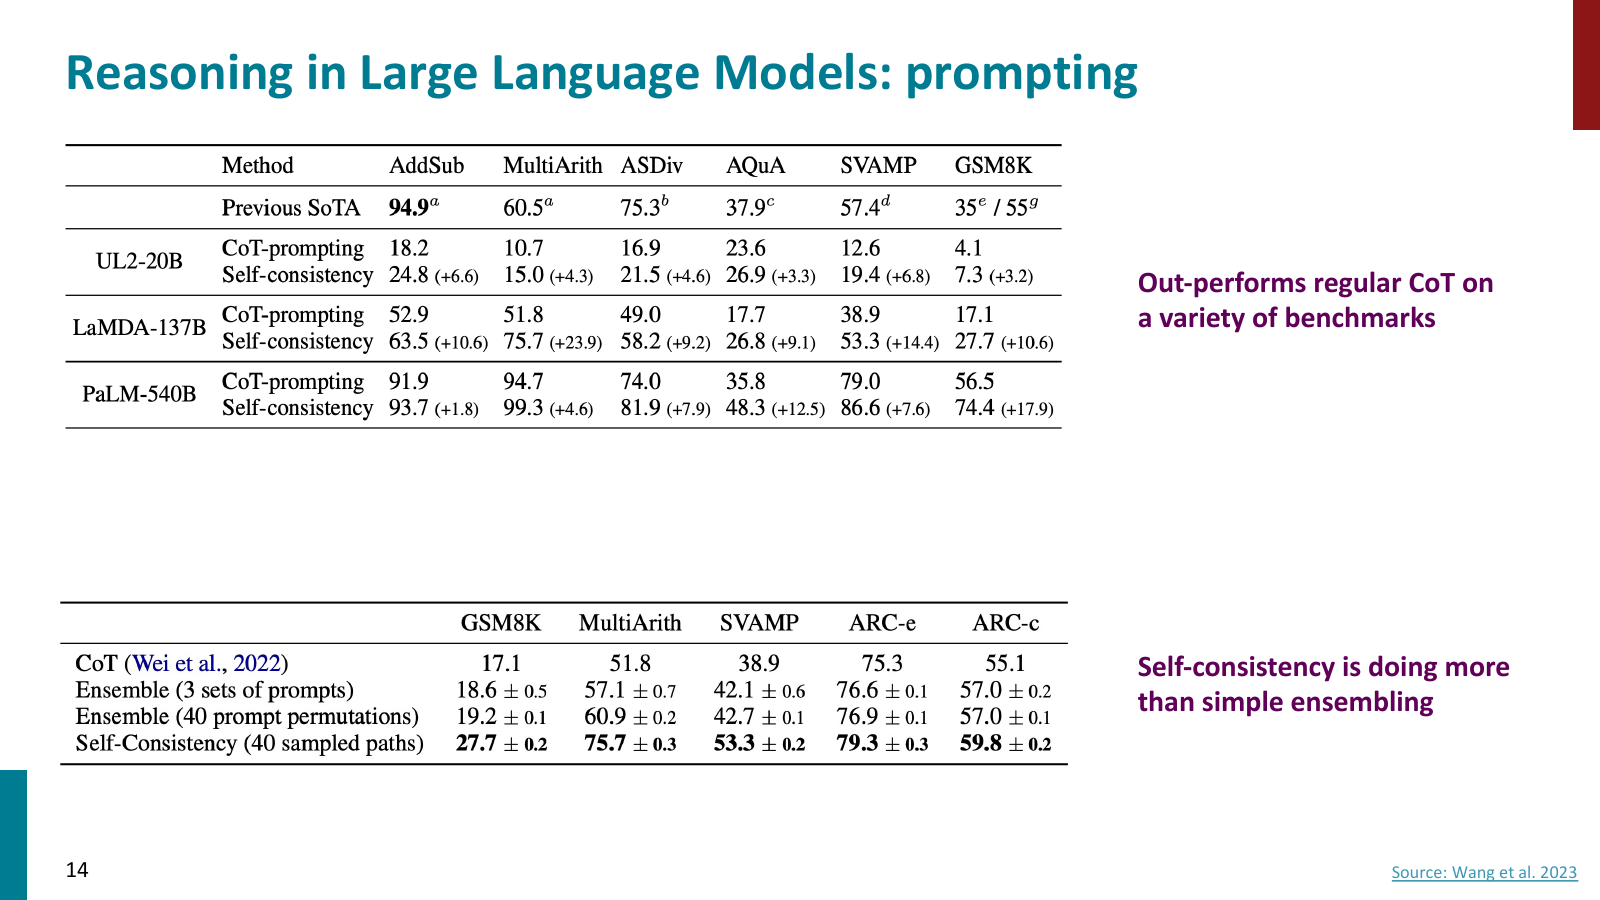 Reasoning in Large Language Models: prompting
Method AddSub MultiArith ASDiv AQuA SVAMP GSM8K
Previous SoTA 94.9a 60.5a 75.3b 37.9c 57.4d 35e / 55g
UL2-20B
CoT-prompting 18.2 10.7 16.9 23.6 12.6 4.1
Self-consistency 24.8 (+6.6) 15.0 (+4.3) 21.5 (+4.6) 26.9 (+3.3) 19.4 (+6.8) 7.3 (+3.2)
LaMDA-137B
CoT-prompting 52.9 51.8 49.0 17.7 38.9 17.1
Self-consistency 63.5 (+10.6) 75.7 (+23.9) 58.2 (+9.2) 26.8 (+9.1) 53.3 (+14.4) 27.7 (+10.6)
PaLM-540B
CoT-prompting 91.9 94.7 74.0 35.8 79.0 56.5
Self-consistency 93.7 (+1.8) 99.3 (+4.6) 81.9 (+7.9) 48.3 (+12.5) 86.6 (+7.6) 74.4 (+17.9)
Out-performs regular CoT on
a variety of benchmarks
GSM8K MultiArith SVAMP ARC-e ARC-c
CoT (Wei et al., 2022) 17.1 51.8 38.9 75.3 55.1
Ensemble (3 sets of prompts) 18.6 ± 0.5 57.1 ± 0.7 42.1 ± 0.6 76.6 ± 0.1 57.0 ± 0.2
Ensemble (40 prompt permutations) 19.2 ± 0.1 60.9 ± 0.2 42.7 ± 0.1 76.9 ± 0.1 57.0 ± 0.1
Self-Consistency (40 sampled paths) 27.7 ± 0.2 75.7 ± 0.3 53.3 ± 0.2 79.3 ± 0.3 59.8 ± 0.2
Self-consistency is doing more
than simple ensembling
14
Source: Wang et al. 2023